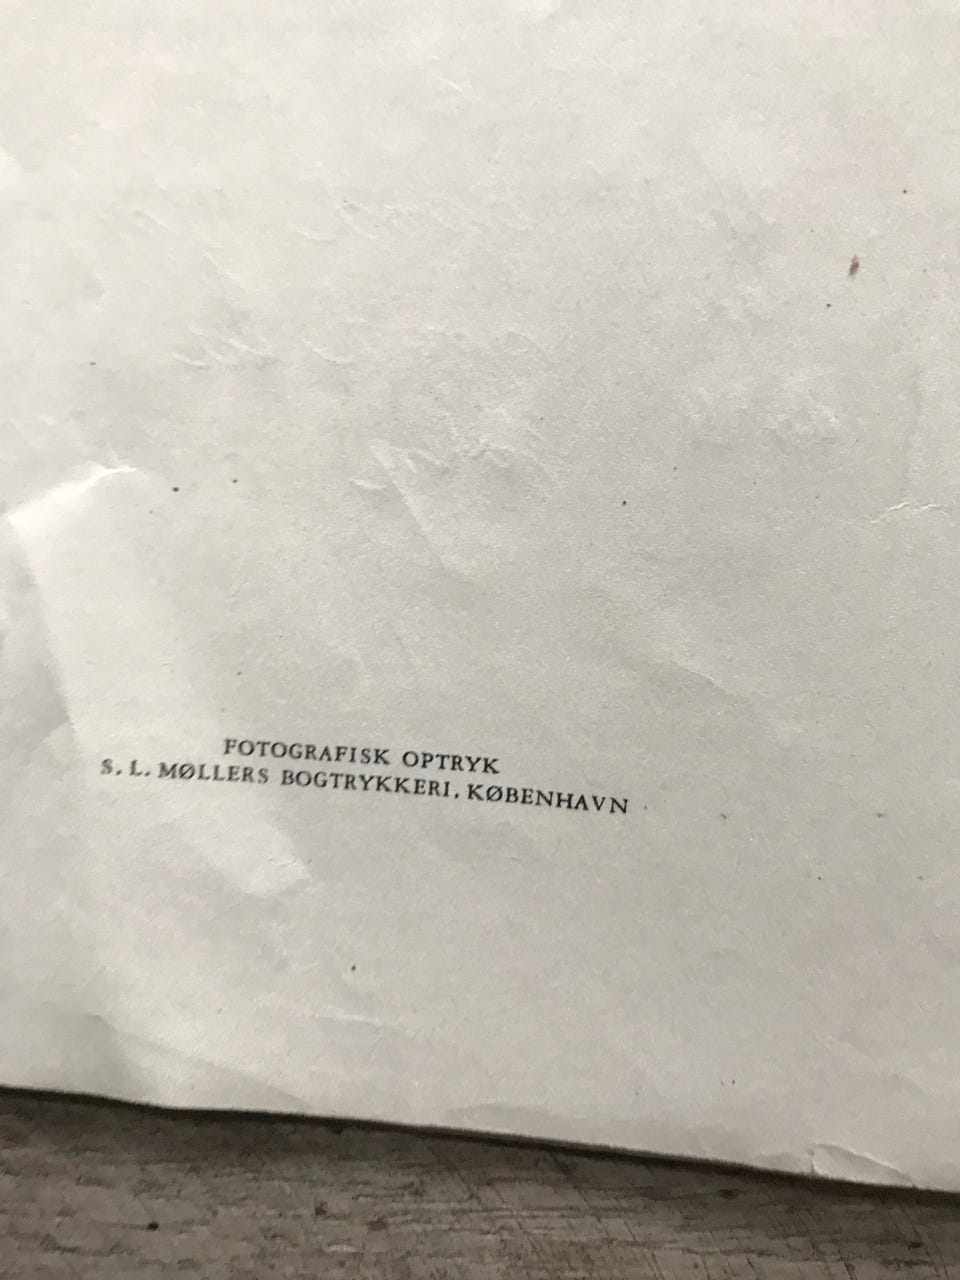 FOTOGRAFISK OPTRYK
S. L. MØLLERS BOGTRYKKERI, KØBENHAVN